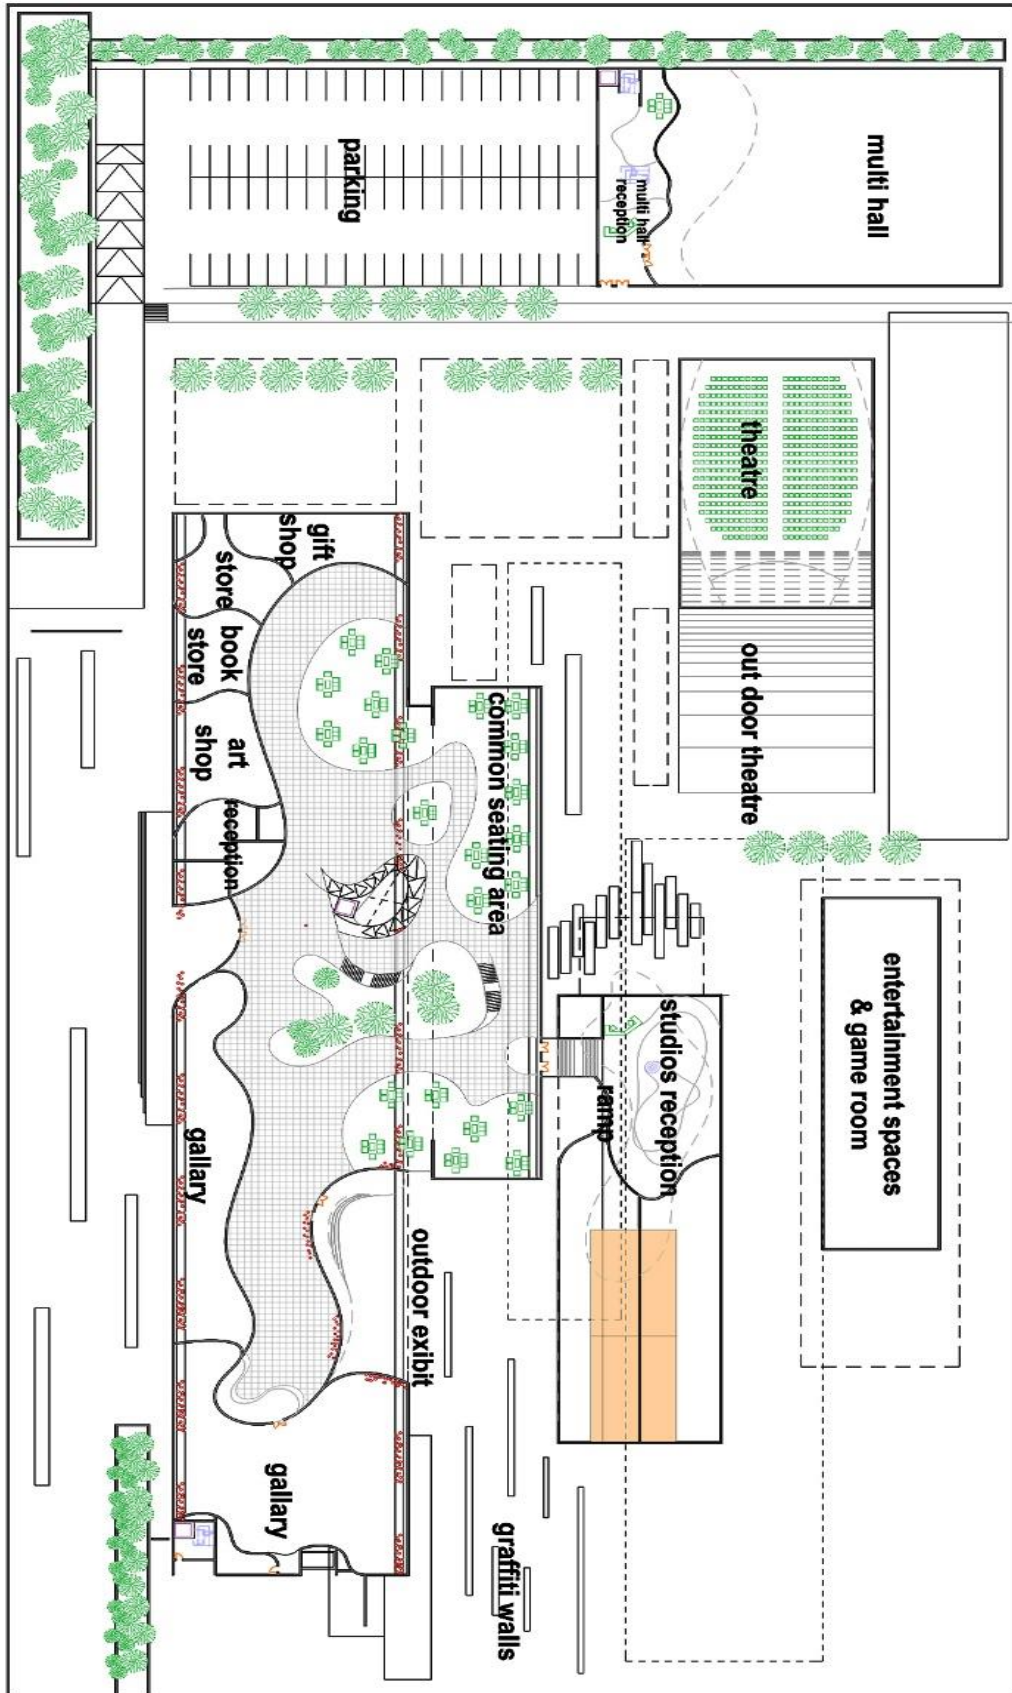 multi hall
parking
multi hall
reception
theatre
out door theatre
gift
shop
store
book
store
art
shop
reception
common seating area
entertainment spaces
& game room
studios reception
ramp
gallary
outdoor exibit
gallary
graffiti walls